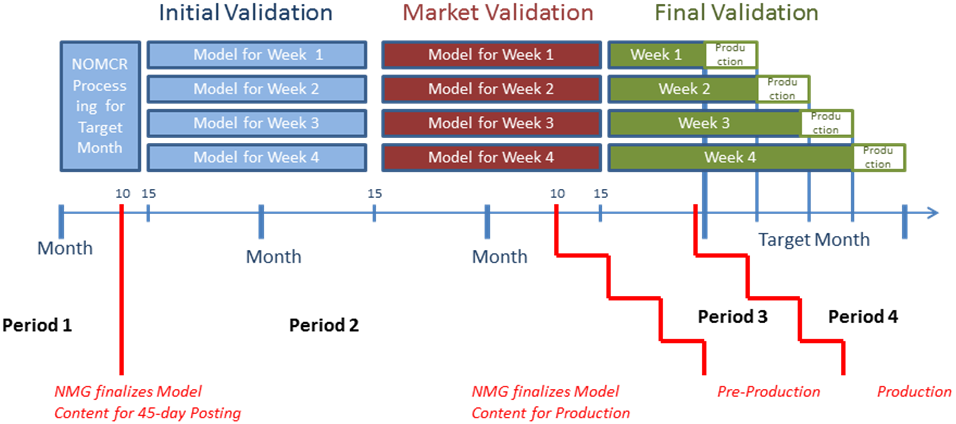 Initial Validation
Market Validation
Final Validation
NOMCR
Process
ing for
Target
Month
Model for Week 1
Model for Week 1
Week 1
Produ
ction
Model for Week 2
Model for Week 2
Week 2
Produ
ction
Model for Week 3
Model for Week 3
Week 3
Produ
ction
Model for Week 4
Model for Week 4
Week 4
Produ
ction
10
15
15
10
15
Month
Month
Month
Target Month
Period 1
Period 2
Period 3
Period 4
NMG finalizes Model
Content for 45-day Posting
NMG finalizes Model
Content for Production
Pre-Production
Production